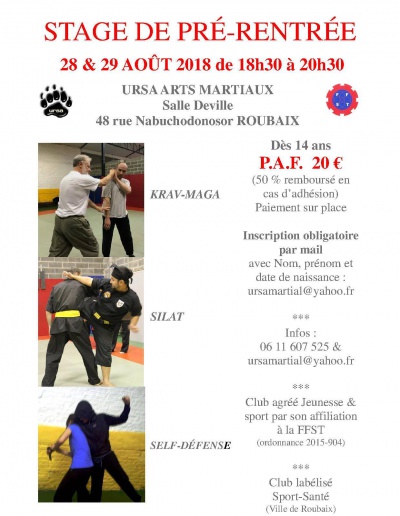 STAGE DE PRÉ-RENTRÉE
28 & 29 AOÛT 2018 de 18h30 à 20h30
URSA ARTS MARTIAUX
Salle Deville
48 rue Nabuchodonosor ROUBAIX
ursa
F F
S T
KRAV-MAGA
SILAT
SELF-DÉFENSE
Dès 14 ans
P.A.F. 20 €
(50 % remboursé en
cas d'adhésion)
Paiement sur place
Inscription obligatoire
par mail
avec Nom, prénom et
date de naissance :
ursamartial@yahoo.fr
***
Infos :
06 11 607 525 &
ursamartial@yahoo.fr
***
Club agréé Jeunesse &
sport par son affiliation
à la FFST
(ordonnance 2015-904)
***
Club labélisé
Sport-Santé
(Ville de Roubaix)